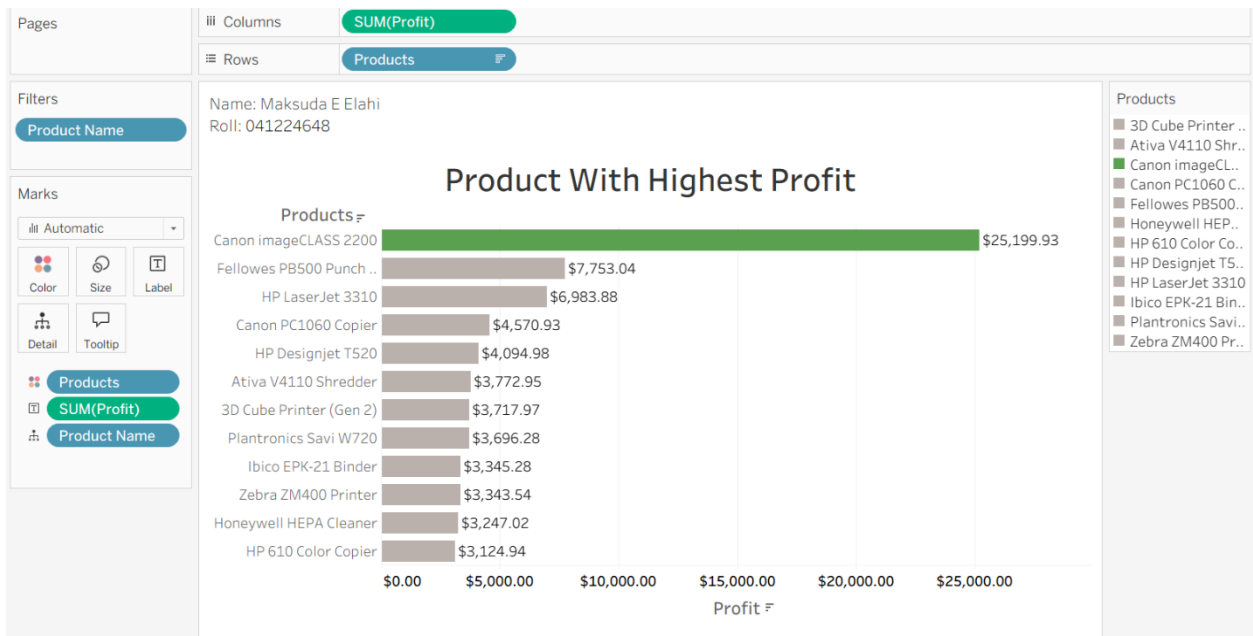 Pages
Columns
SUM(Profit)
Rows
Products
Filters
Product Name
Marks
Automatic
Color
Size
Label
Detail
Tooltip
Products
SUM(Profit)
Product Name
Name: Maksuda E Elahi
Roll: 041224648
Product With Highest Profit
Products
Canon imageCLASS 2200 $25,199.93
Fellowes PB500 Punch .. $7,753.04
HP LaserJet 3310 $6,983.88
Canon PC1060 Copier $4,570.93
HP Designjet T520 $4,094.98
Ativa V4110 Shredder $3,772.95
3D Cube Printer (Gen 2) $3,717.97
Plantronics Savi W720 $3,696.28
Ibico EPK-21 Binder $3,345.28
Zebra ZM400 Printer $3,343.54
Honeywell HEPA Cleaner $3,247.02
HP 610 Color Copier $3,124.94
$0.00 $5,000.00 $10,000.00 $15,000.00 $20,000.00 $25,000.00
Profit
Products
3D Cube Printer ..
Ativa V4110 Shr..
Canon imageCL..
Canon PC1060 C..
Fellowes PB500..
Honeywell HEP..
HP 610 Color Co..
HP Designjet T5..
HP LaserJet 3310
Ibico EPK-21 Bin..
Plantronics Savi..
Zebra ZM400 Pr..